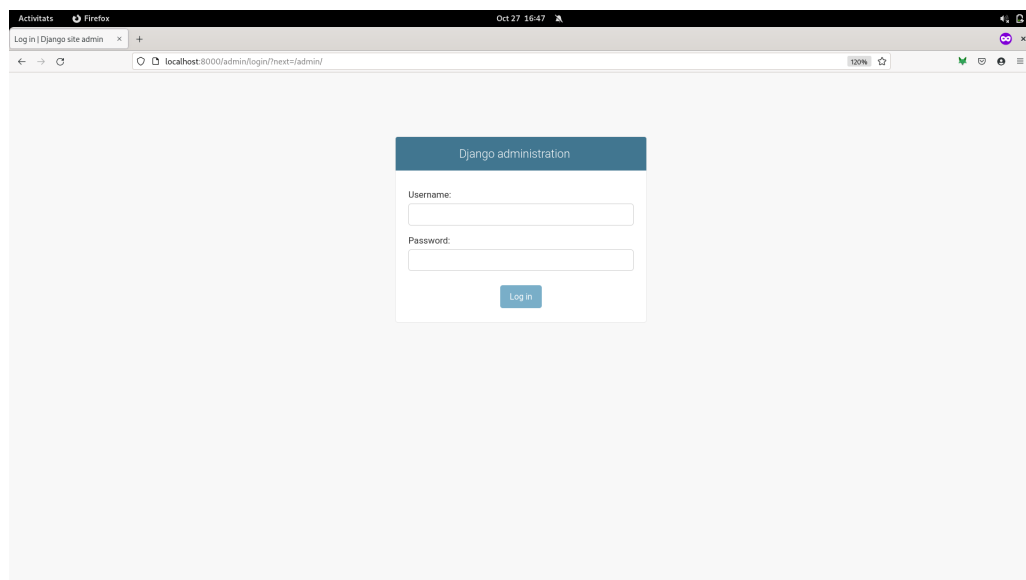 Activitats Firefox Oct 27 16:47
Log in | Django site admin
localhost:8000/admin/login/?next=/admin/ 120%
Django administration
Username:
Password:
Log in